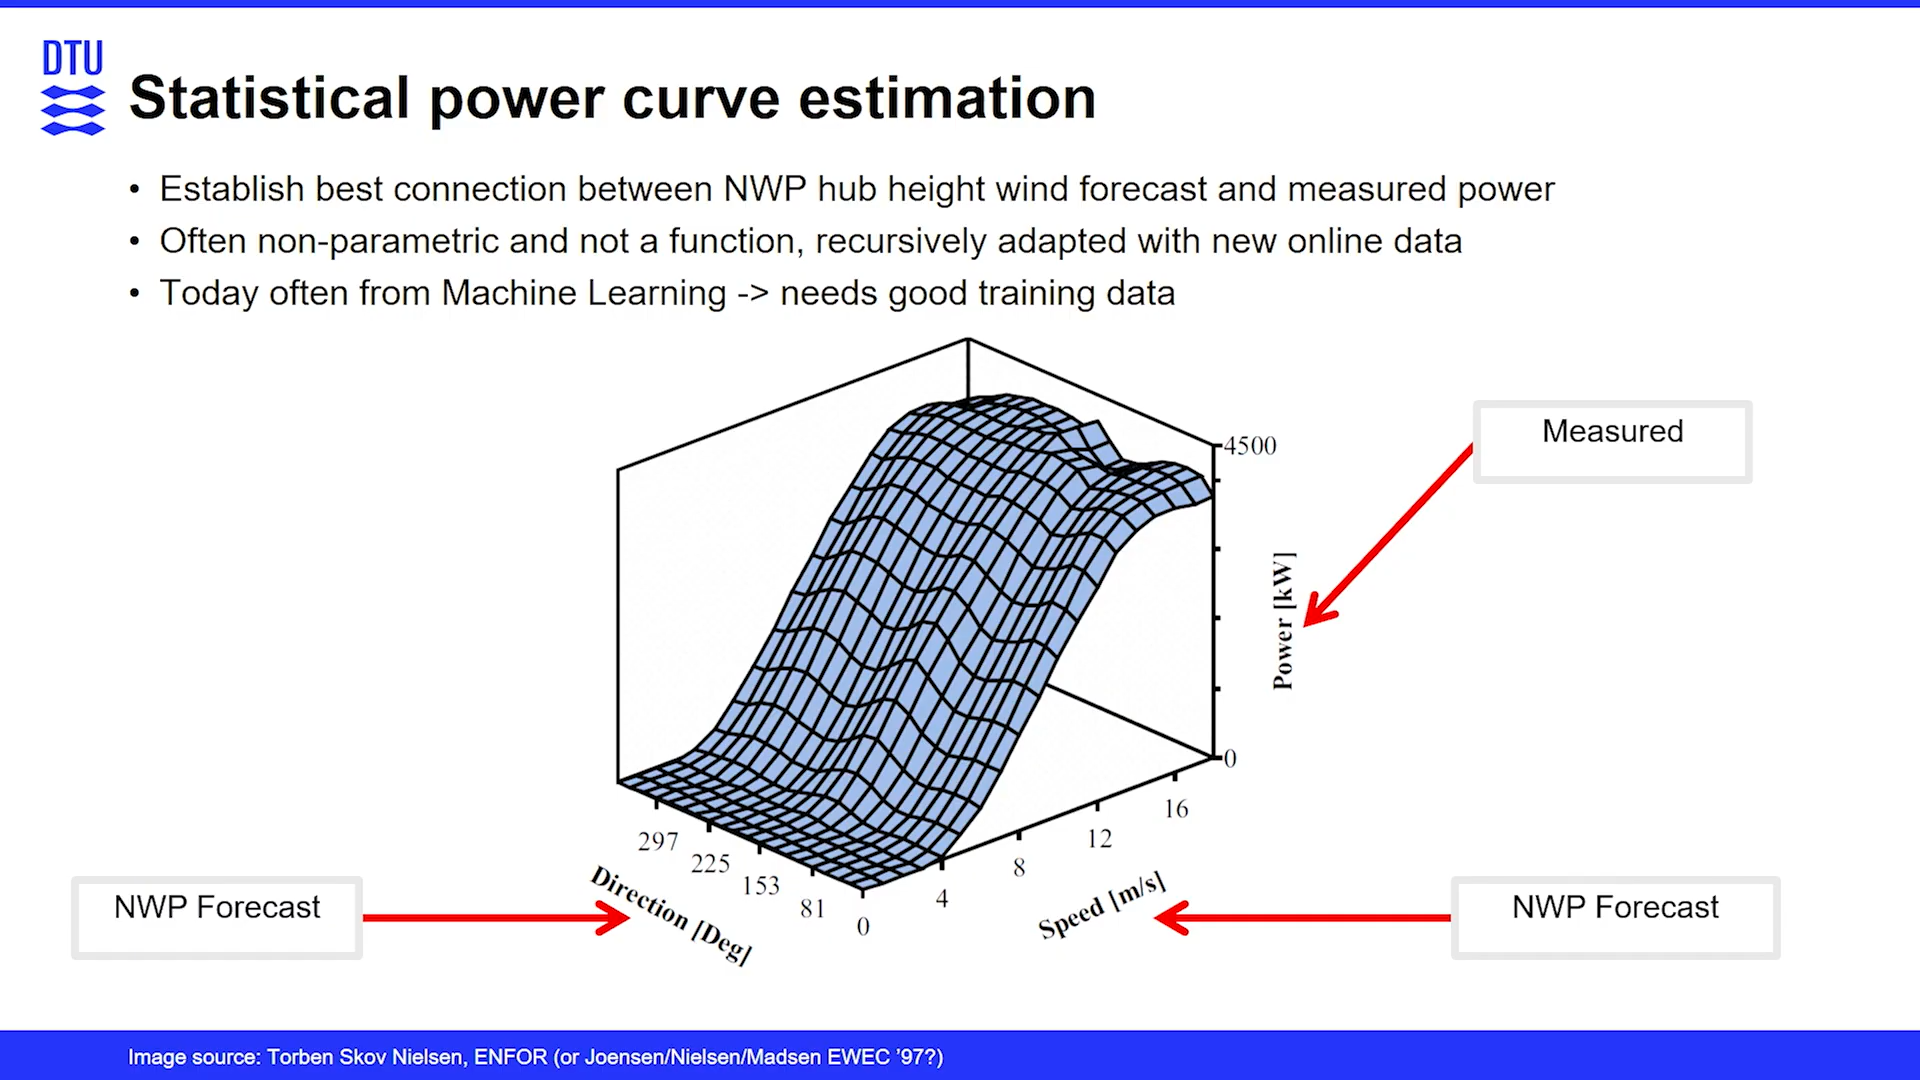 DTU
Statistical power curve estimation
• Establish best connection between NWP hub height wind forecast and measured power
• Often non-parametric and not a function, recursively adapted with new online data
• Today often from Machine Learning -> needs good training data
Measured
4500
Power [kW]
0
16
12
8
4
0
Speed [m/s]
297
225
153
81
Direction [Deg]
NWP Forecast
NWP Forecast
Image source: Torben Skov Nielsen, ENFOR (or Joensen/Nielsen/Madsen EWEC ’97?)